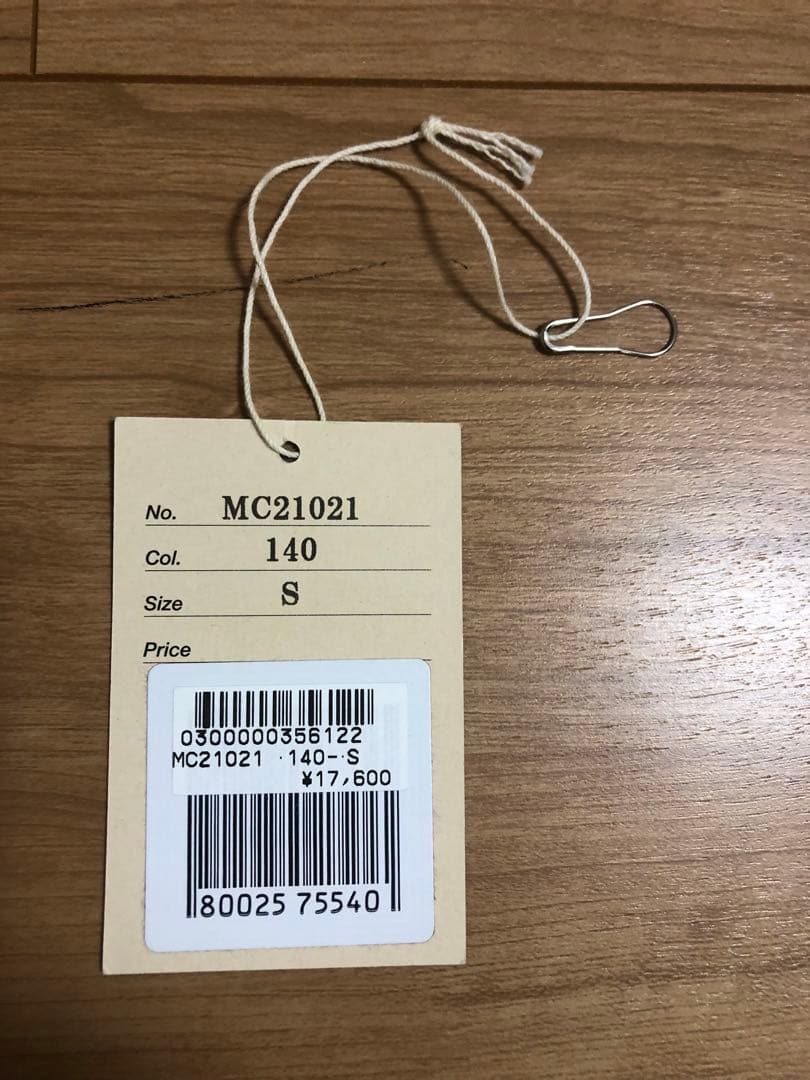 No. MC21021
Col. 140
Size S
Price
0300000356122
MC21021 ·140-·S
¥17,600
80025 75540